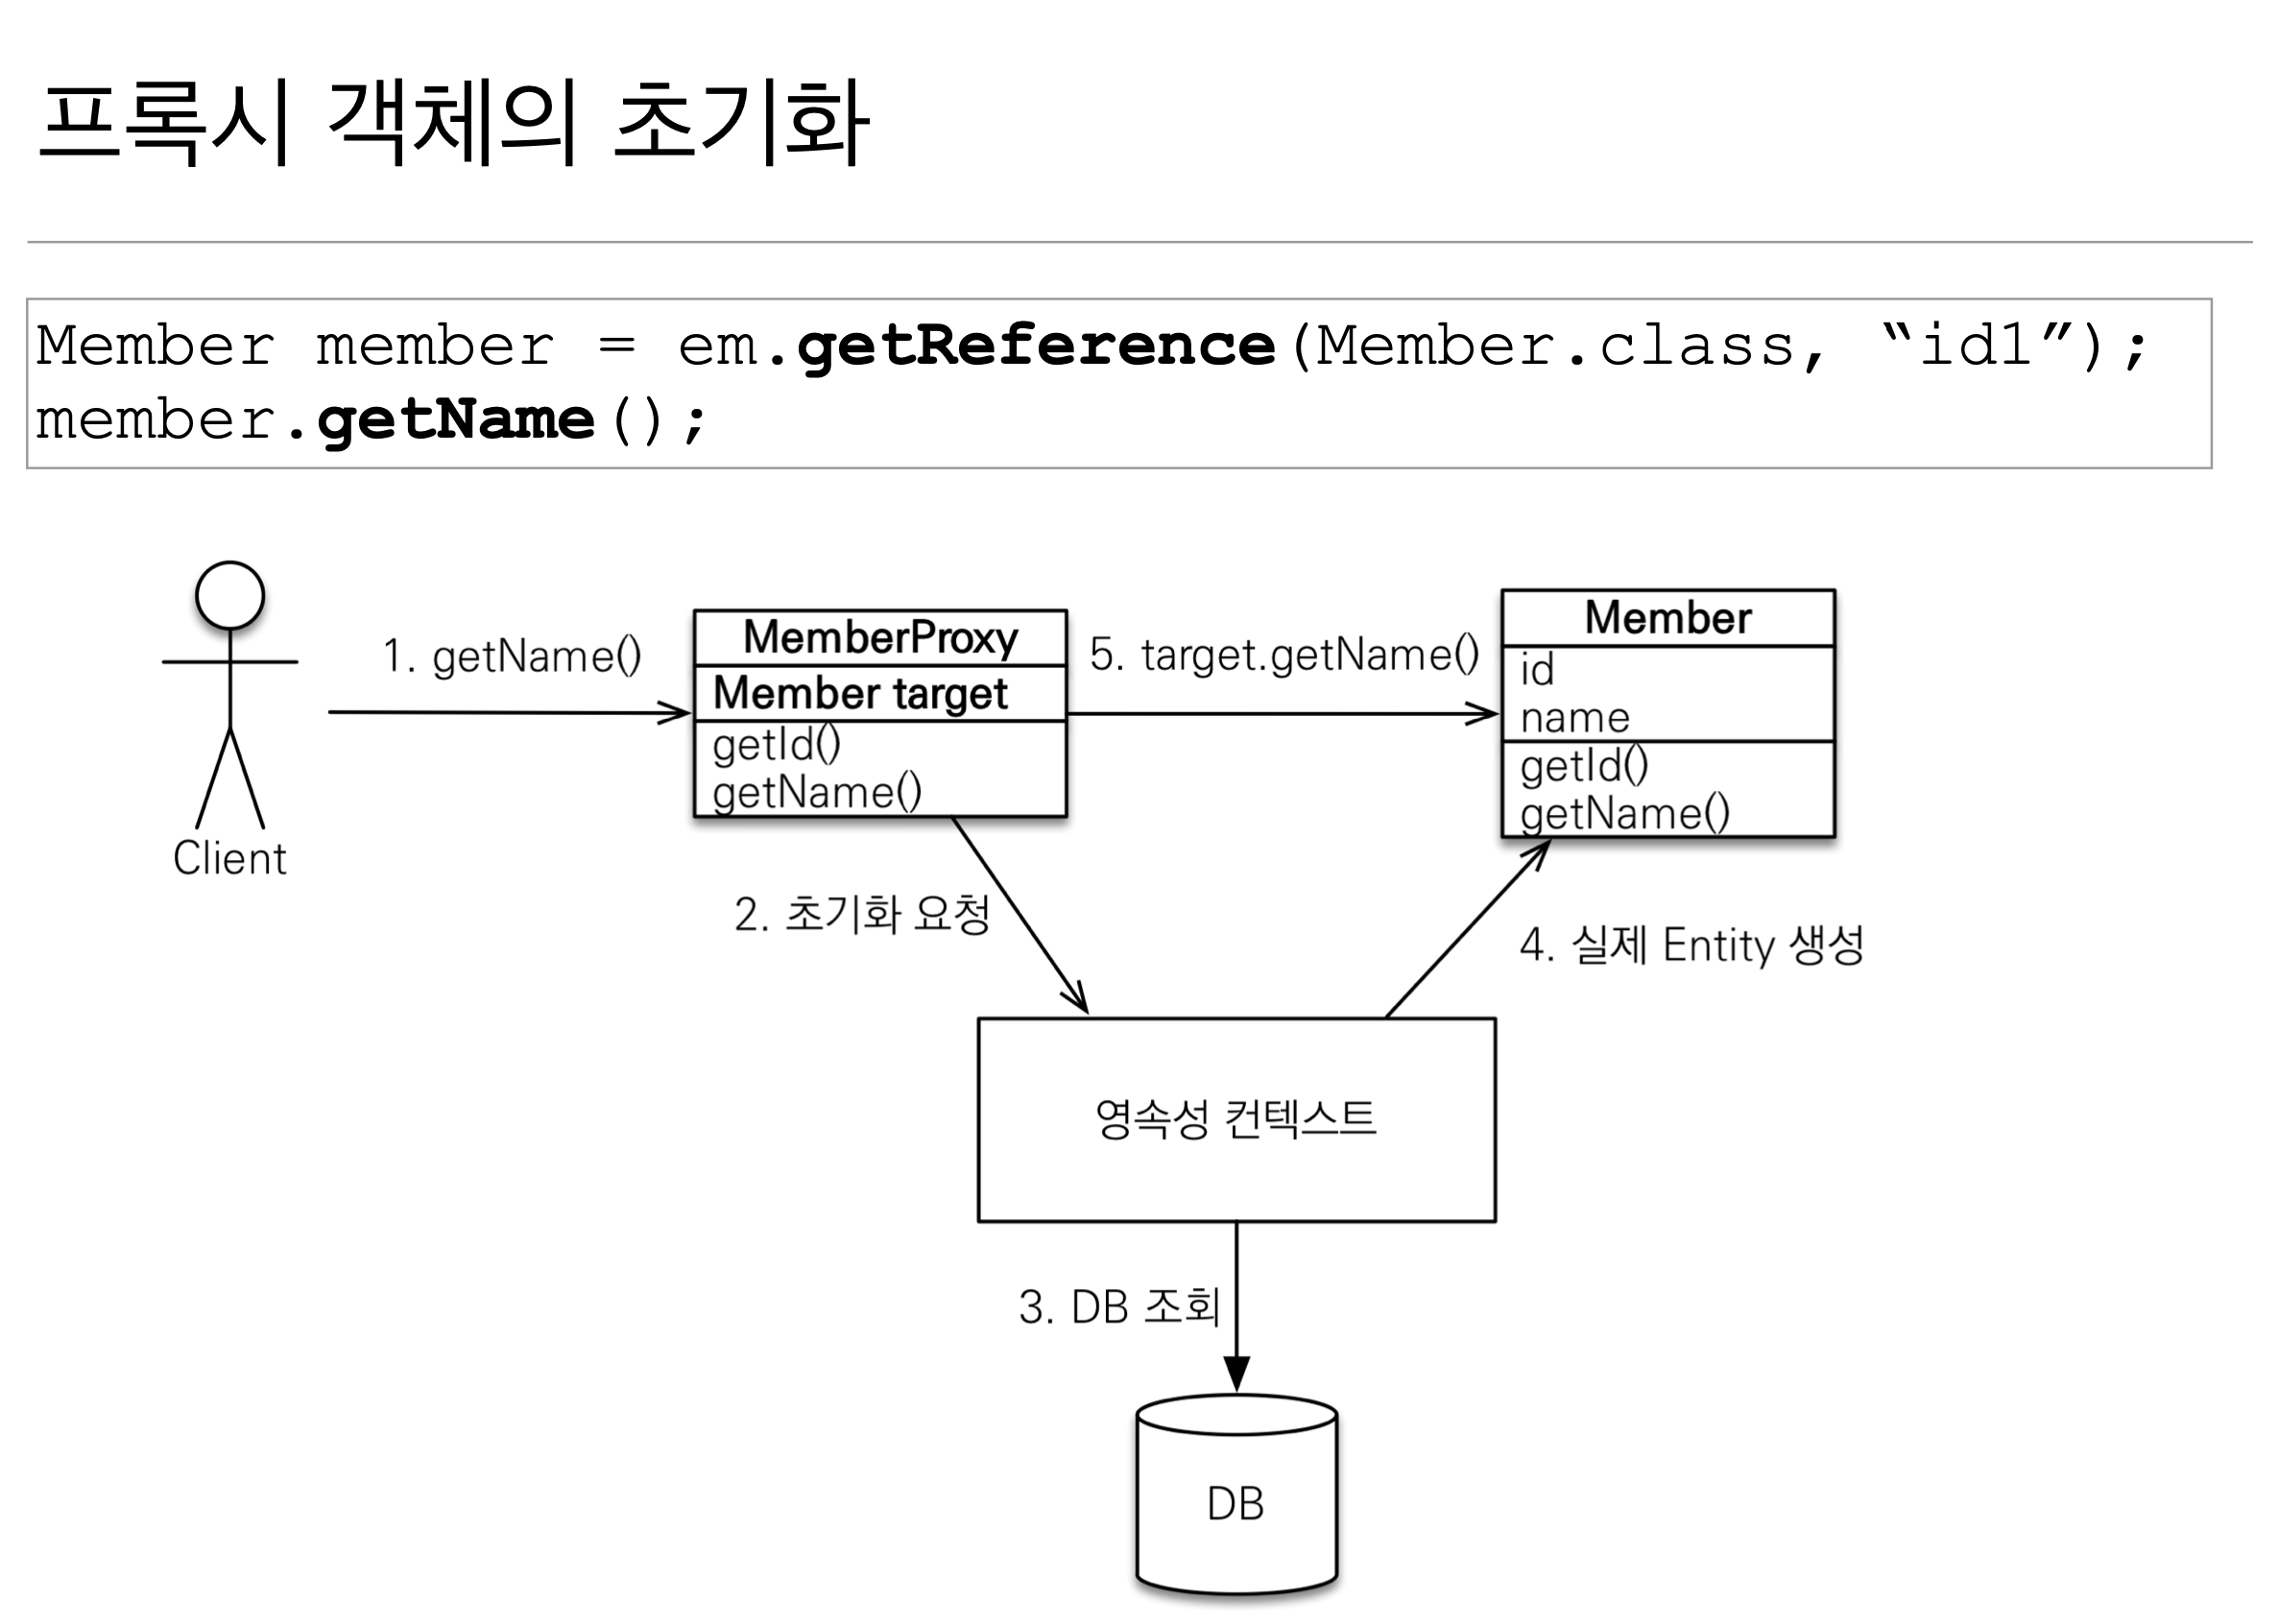 프록시 객체의 초기화
Member member = em.getReference(Member.class, “id1”);
member.getName();
1. getName()
MemberProxy
Member target
getId()
getName()
5. target.getName()
Member
id
name
getId()
getName()
Client
2. 초기화 요청
4. 실제 Entity 생성
영속성 컨텍스트
3. DB 조회
DB